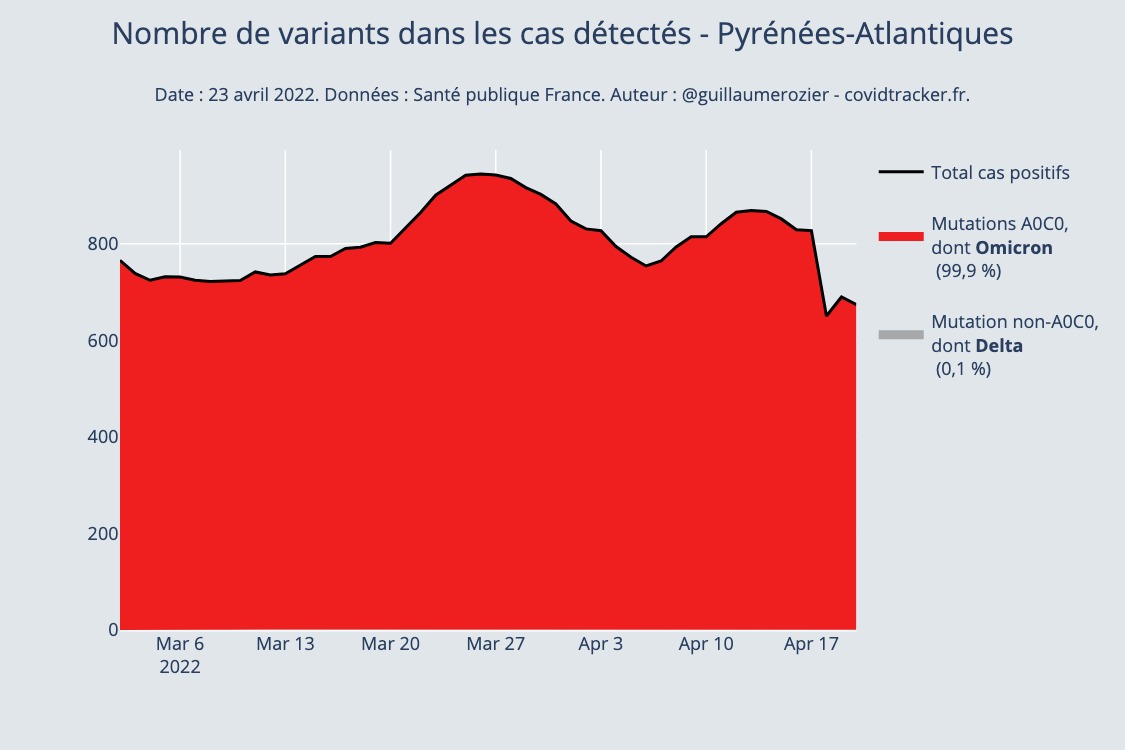 Nombre de variants dans les cas détectés - Pyrénées-Atlantiques
Date : 23 avril 2022. Données : Santé publique France. Auteur : @guillaumerozier - covidtracker.fr.
Total cas positifs
Mutations A0C0,
dont Omicron
(99,9 %)
Mutation non-A0C0,
dont Delta
(0,1 %)
800
600
400
200
0
Mar 6
2022
Mar 13
Mar 20
Mar 27
Apr 3
Apr 10
Apr 17